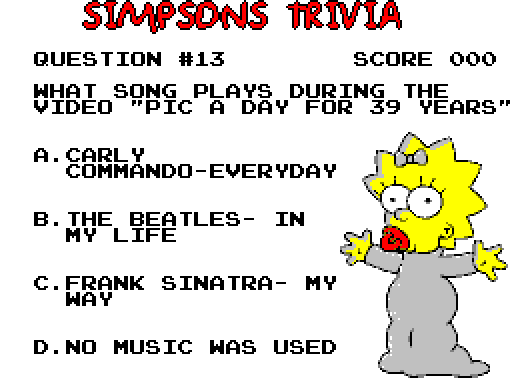 SIMPSONS TRIVIA
QUESTION #13 SCORE 000
WHAT SONG PLAYS DURING THE
VIDEO "PIC A DAY FOR 39 YEARS"
A. CARLY
COMMANDO-EVERYDAY
B. THE BEATLES- IN
MY LIFE
C. FRANK SINATRA- MY
WAY
D. NO MUSIC WAS USED